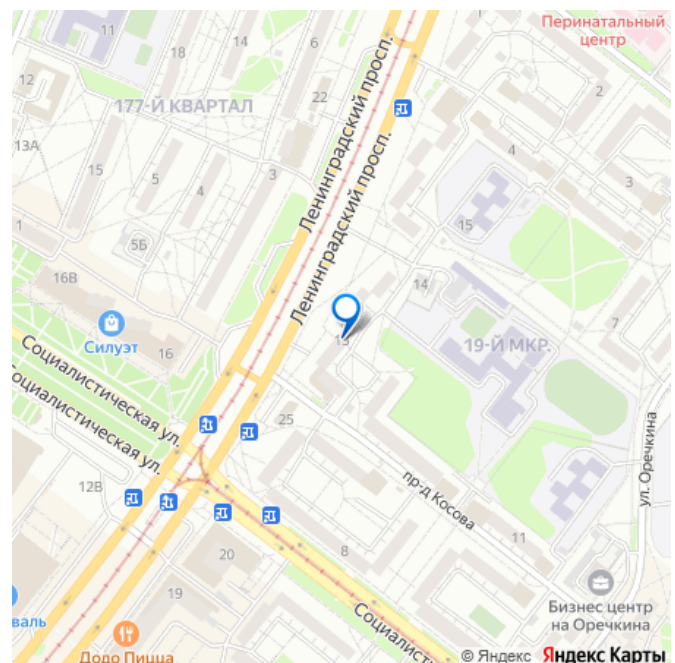 11
18
14
6
Перинатальный
центр
12
177-Й КВАРТАЛ
22
2
Ленинградский просп.
13А
15
5
4
3
4
3
Ленинградский просп.
1
5Б
15
16В
14
Силуэт
16
13
19-Й МКР.
7
Социалистическая ул.
Социалистическая ул.
25
ул. Оречкина
12В
пр-д Косова
11
20
8
19
Бизнес центр
на Оречкина
Додо Пицца
© Яндекс Яндекс Карты